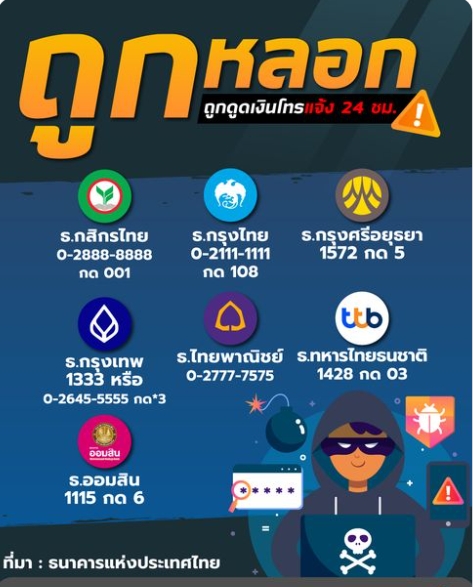 ถูกหลอก
ถูกดูดเงินโทรแจ้ง 24 ชม.
ธ.กสิกรไทย
0-2888-8888
กด 001
ธ.กรุงไทย
0-2111-1111
กด 108
ธ.กรุงศรีอยุธยา
1572 กด 5
ธ.กรุงเทพ
1333 หรือ
0-2645-5555 กด*3
ธ.ไทยพาณิชย์
0-2777-7575
ttb
ธ.ทหารไทยธนชาติ
1428 กด 03
ออมสิน
ธ.ออมสิน
1115 กด 6
*****
ที่มา : ธนาคารแห่งประเทศไทย